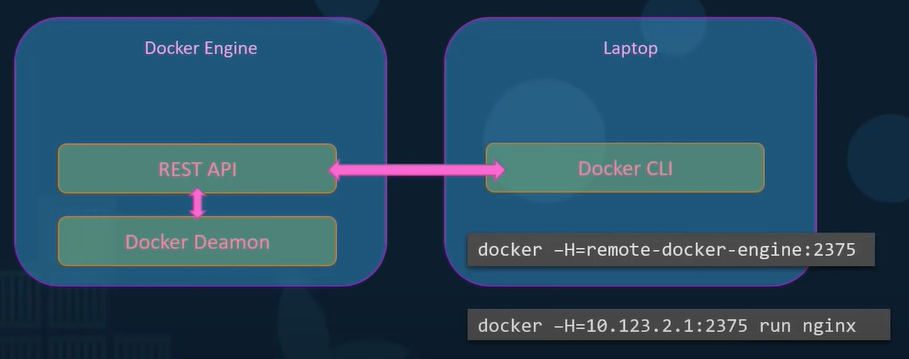 Docker Engine
REST API
Docker Deamon
Laptop
Docker CLI
docker –H=remote-docker-engine:2375
docker –H=10.123.2.1:2375 run nginx